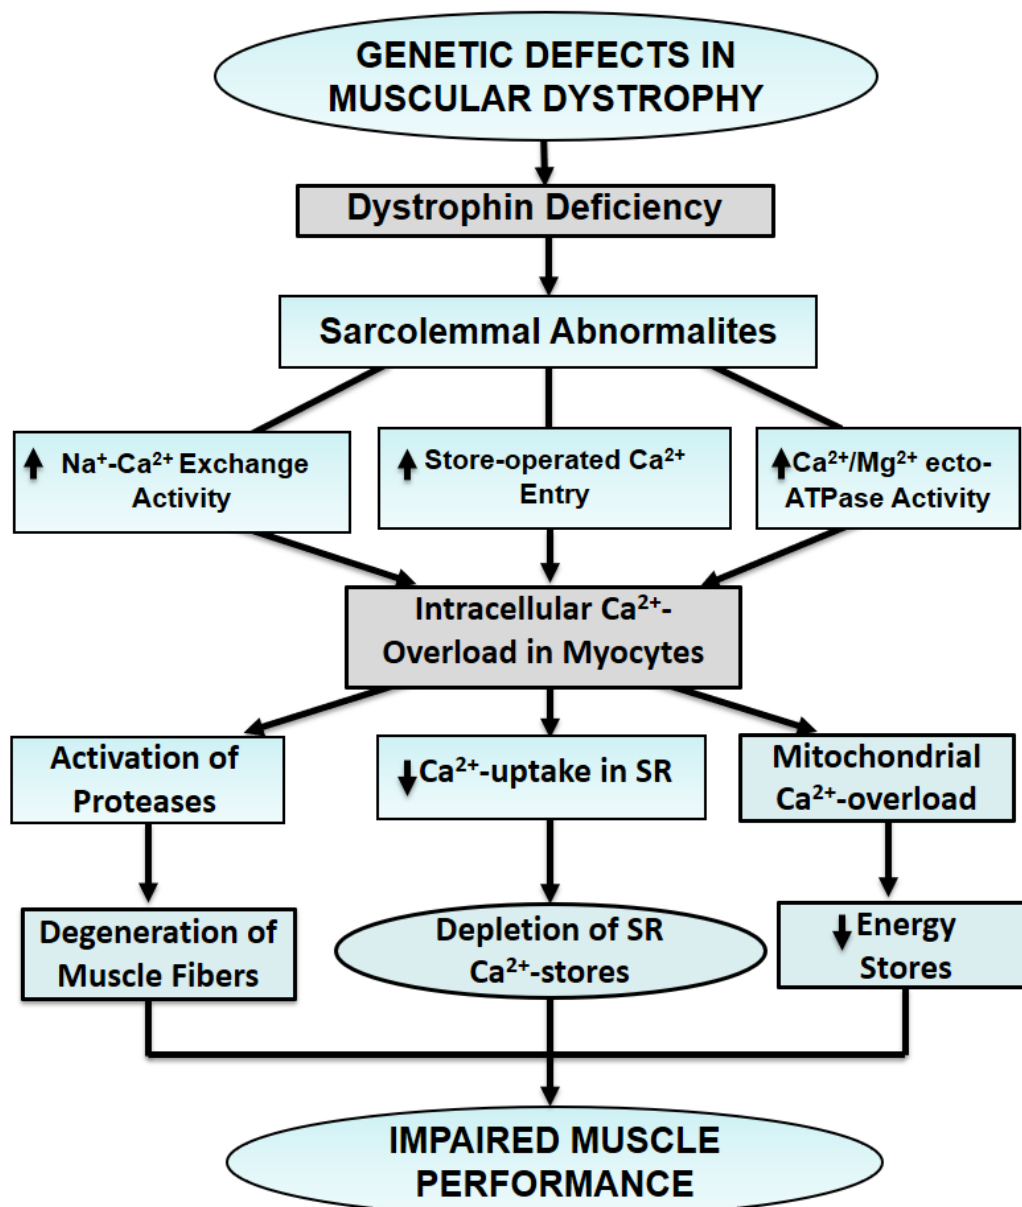 GENETIC DEFECTS IN
MUSCULAR DYSTROPHY
Dystrophin Deficiency
Sarcolemmal Abnormalites
Na⁺-Ca²⁺ Exchange
Activity
Store-operated Ca²⁺
Entry
Ca²⁺/Mg²⁺ ecto-
ATPase Activity
Intracellular Ca²⁺-
Overload in Myocytes
Activation of
Proteases
Ca²⁺-uptake in SR
Mitochondrial
Ca²⁺-overload
Degeneration of
Muscle Fibers
Depletion of SR
Ca²⁺-stores
Energy
Stores
IMPAIRED MUSCLE
PERFORMANCE